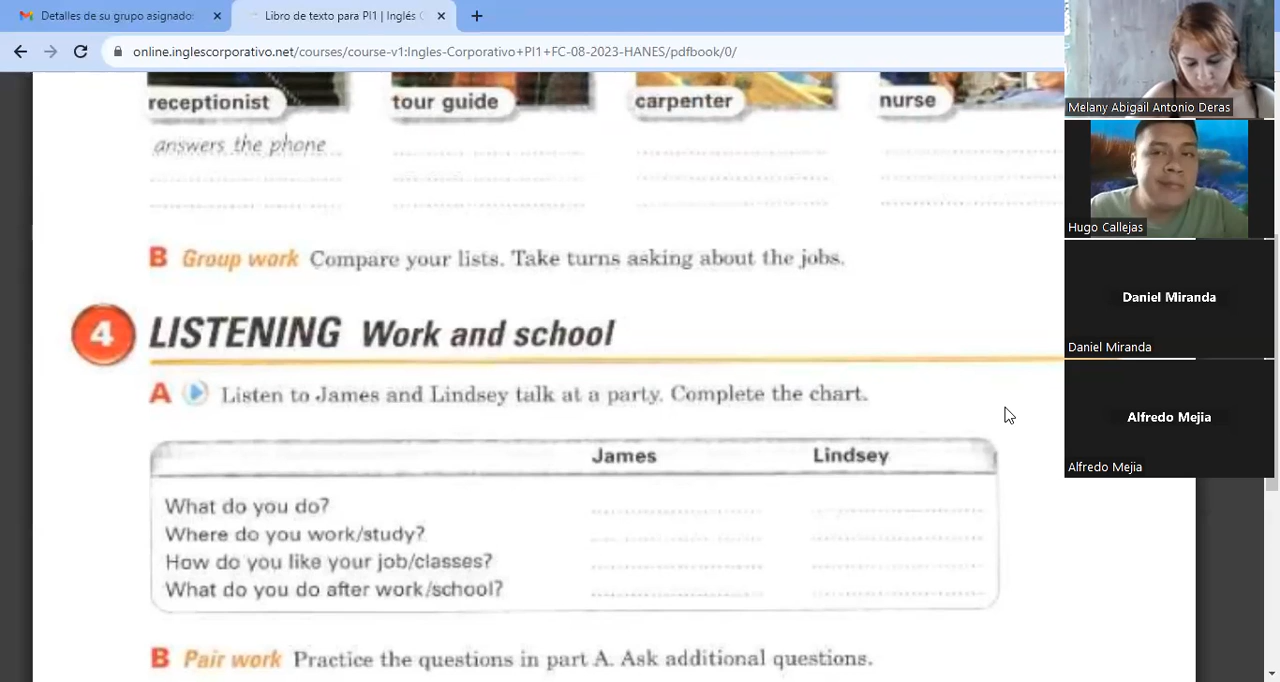 Detalles de su grupo asignado
Libro de texto para PI1 | Inglés C
online.inglescorporativo.net/courses/course-v1:Ingles-Corporativo+PI1+FC-08-2023-HANES/pdfbook/0/
receptionist
tour guide
carpenter
nurse
answers the phone
B Group work Compare your lists. Take turns asking about the jobs.
4 LISTENING Work and school
A Listen to James and Lindsey talk at a party. Complete the chart.
James Lindsey
What do you do?
Where do you work/study?
How do you like your job/classes?
What do you do after work/school?
B Pair work Practice the questions in part A. Ask additional questions.
Melany Abigail Antonio Deras
Hugo Callejas
Daniel Miranda
Daniel Miranda
Alfredo Mejia
Alfredo Mejia